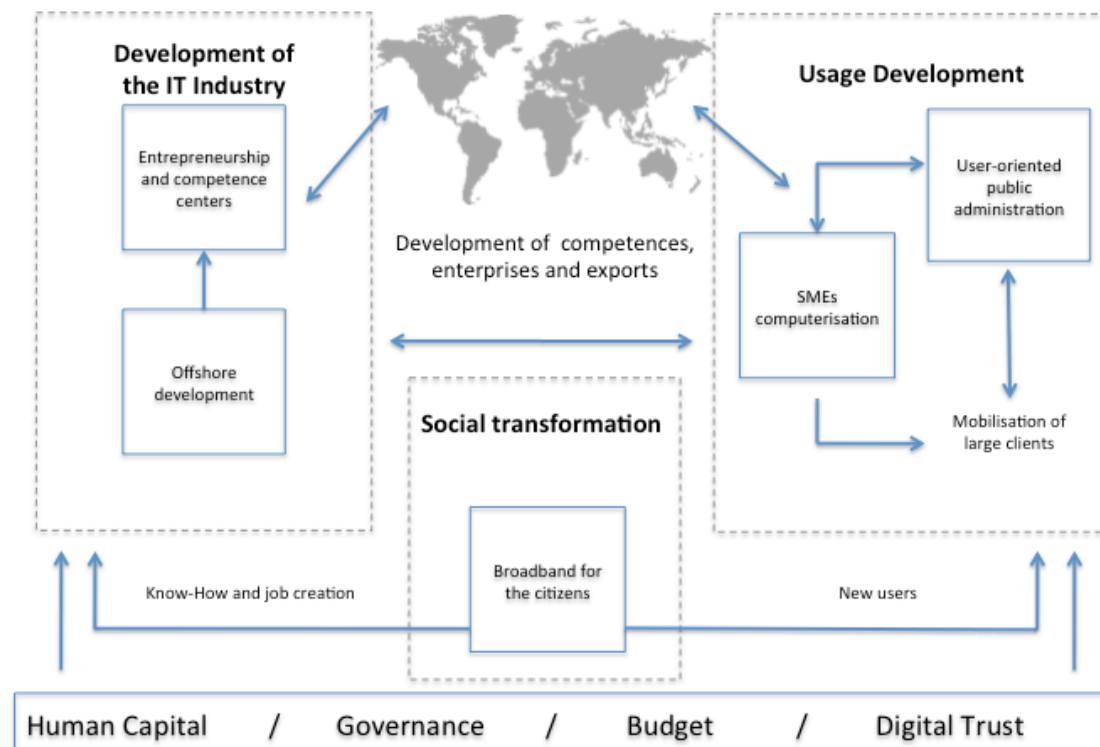 Development of
the IT Industry
Entrepreneurship
and competence
centers
Offshore
development
Development of competences,
enterprises and exports
Usage Development
User-oriented
public
administration
SMEs
computerisation
Mobilisation of
large clients
Social transformation
Broadband for
the citizens
Know-How and job creation
New users
Human Capital / Governance / Budget / Digital Trust